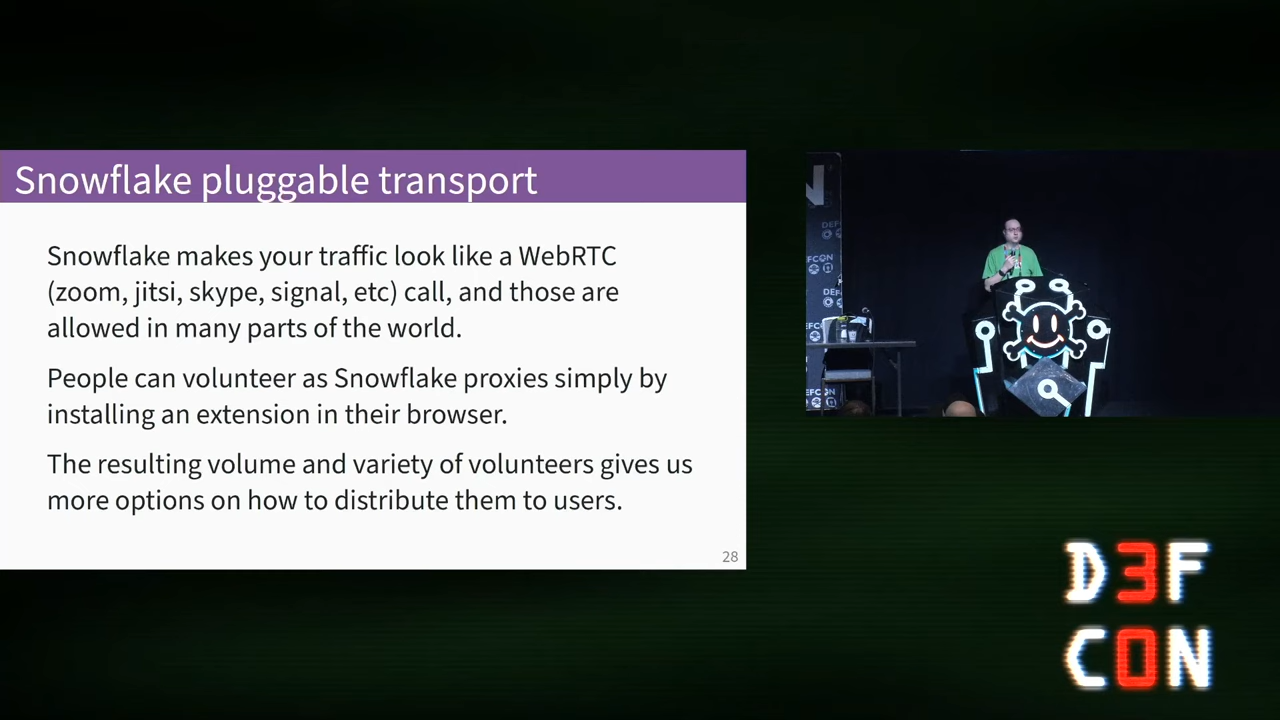 Snowflake pluggable transport
Snowflake makes your traffic look like a WebRTC
(zoom, jitsi, skype, signal, etc) call, and those are
allowed in many parts of the world.
People can volunteer as Snowflake proxies simply by
installing an extension in their browser.
The resulting volume and variety of volunteers gives us
more options on how to distribute them to users.
28
D3F
C0N